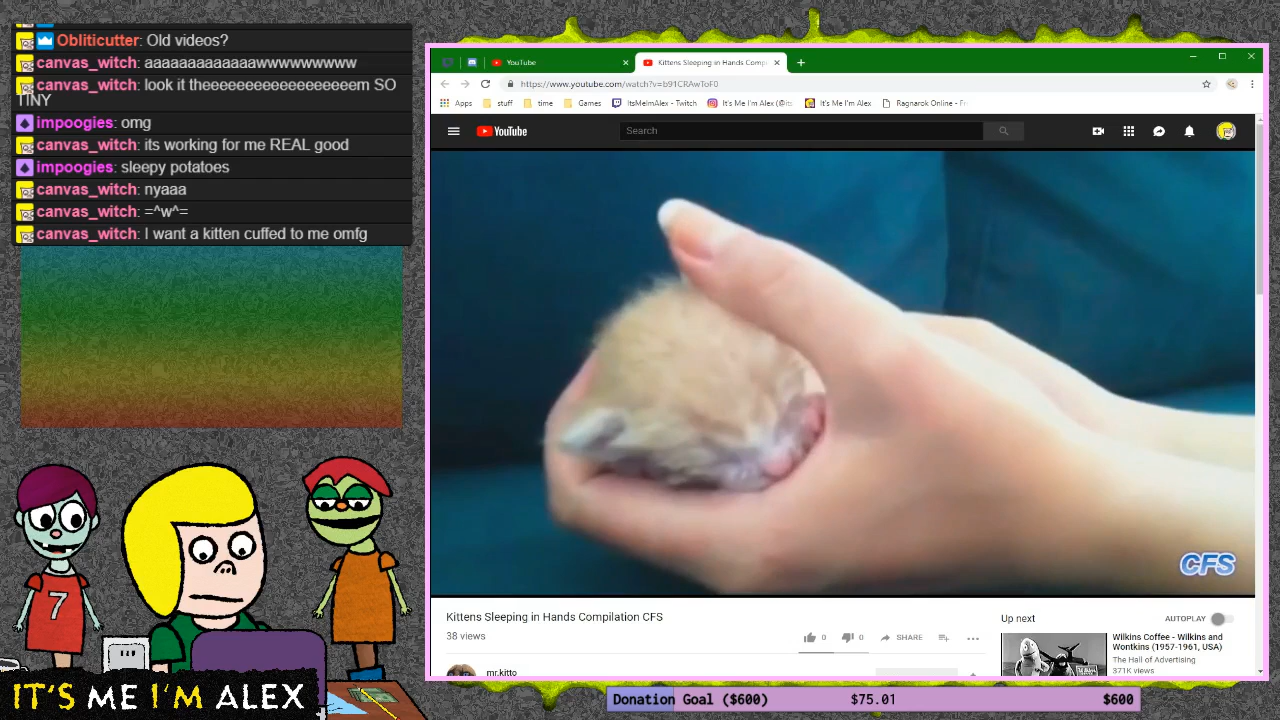 Obliticutter: Old videos?
canvas_witch: aaaaaaaaaaaaawwwwwwwww
canvas_witch: look it theeeeeeeeeeeeeeeeem SO
TINY
impoogies: omg
canvas_witch: its working for me REAL good
impoogies: sleepy potatoes
canvas_witch: nyaaa
canvas_witch: =^w^=
canvas_witch: I want a kitten cuffed to me omfg
7
IT'S ME I'M ALEX
YouTube
Kittens Sleeping in Hands Comp
https://www.youtube.com/watch?v=b91CRAwToF0
Apps stuff time Games ItsMeImAlex - Twitch It's Me I'm Alex (@its It's Me I'm Alex Ragnarok Online - Fri
YouTube
Search
CFS
Kittens Sleeping in Hands Compilation CFS
38 views
0 0 SHARE
mr.kitto
Up next AUTOPLAY
Wilkins Coffee - Wilkins and
Wontkins (1957-1961, USA)
The Hall of Advertising
371K views
Donation Goal ($600) $75.01 $600